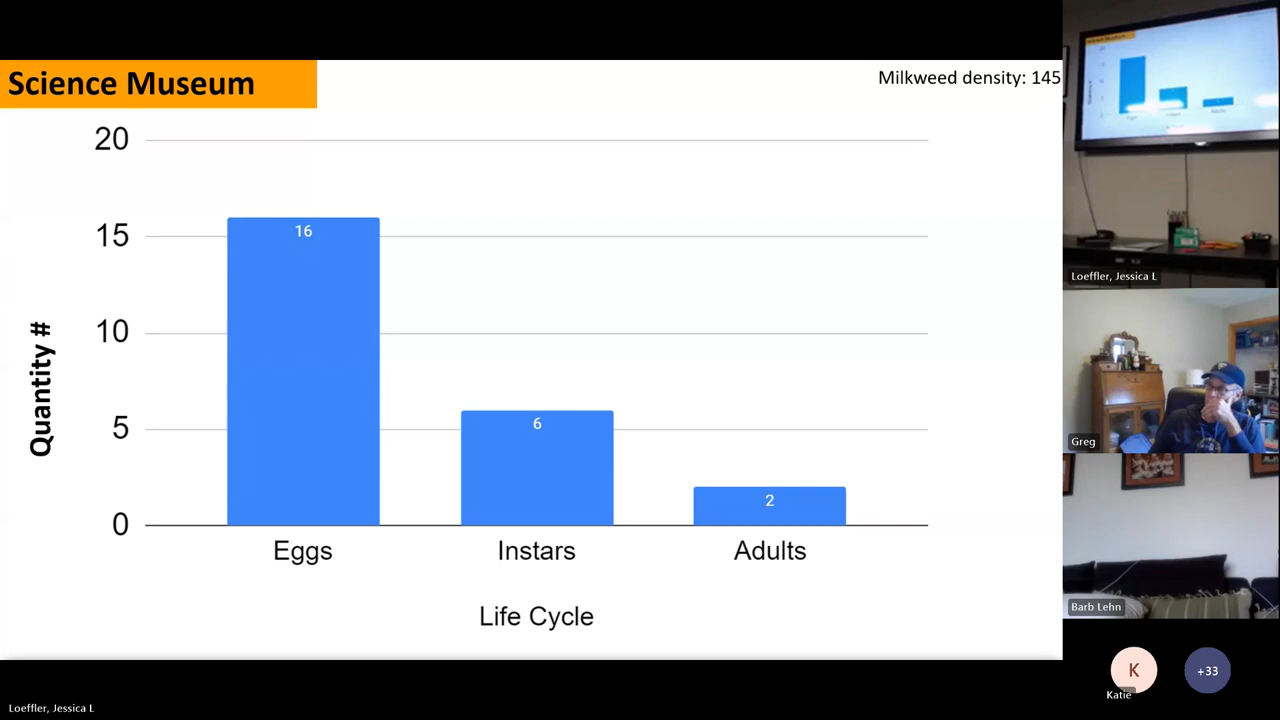 Science Museum
Milkweed density: 145
20
15
10
5
0
Quantity #
16
6
2
Eggs
Instars
Adults
Life Cycle
Loeffler, Jessica L
Greg
Barb Lehn
K
Katie
+33
Loeffler, Jessica L